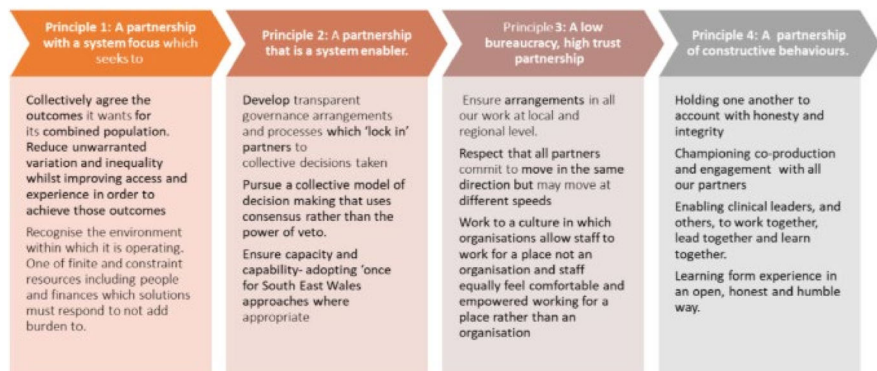 Principle 1: A partnership
with a system focus which
seeks to
Collectively agree the
outcomes it wants for
its combined population.
Reduce unwarranted
variation and inequality
whilst improving access and
experience in order to
achieve those outcomes
Recognise the environment
within which it is operating.
One of finite and constraint
resources including people
and finances which solutions
must respond to not add
burden to.
Principle 2: A partnership
that is a system enabler.
Develop transparent
governance arrangements
and processes which 'lock in'
partners to
collective decisions taken
Pursue a collective model of
decision making that uses
consensus rather than the
power of veto.
Ensure capacity and
capability- adopting 'once
for South East Wales
approaches where
appropriate
Principle 3: A low
bureaucracy, high trust
partnership
Ensure arrangements in all
our work at local and
regional level.
Respect that all partners
commit to move in the same
direction but may move at
different speeds
Work to a culture in which
organisations allow staff to
work for a place not an
organisation and staff
equally feel comfortable and
empowered working for a
place rather than an
organisation
Principle 4: A partnership
of constructive behaviours.
Holding one another to
account with honesty and
integrity
Championing co-production
and engagement with all
our partners
Enabling clinical leaders, and
others, to work together,
lead together and learn
together.
Learning form experience in
an open, honest and humble
way.